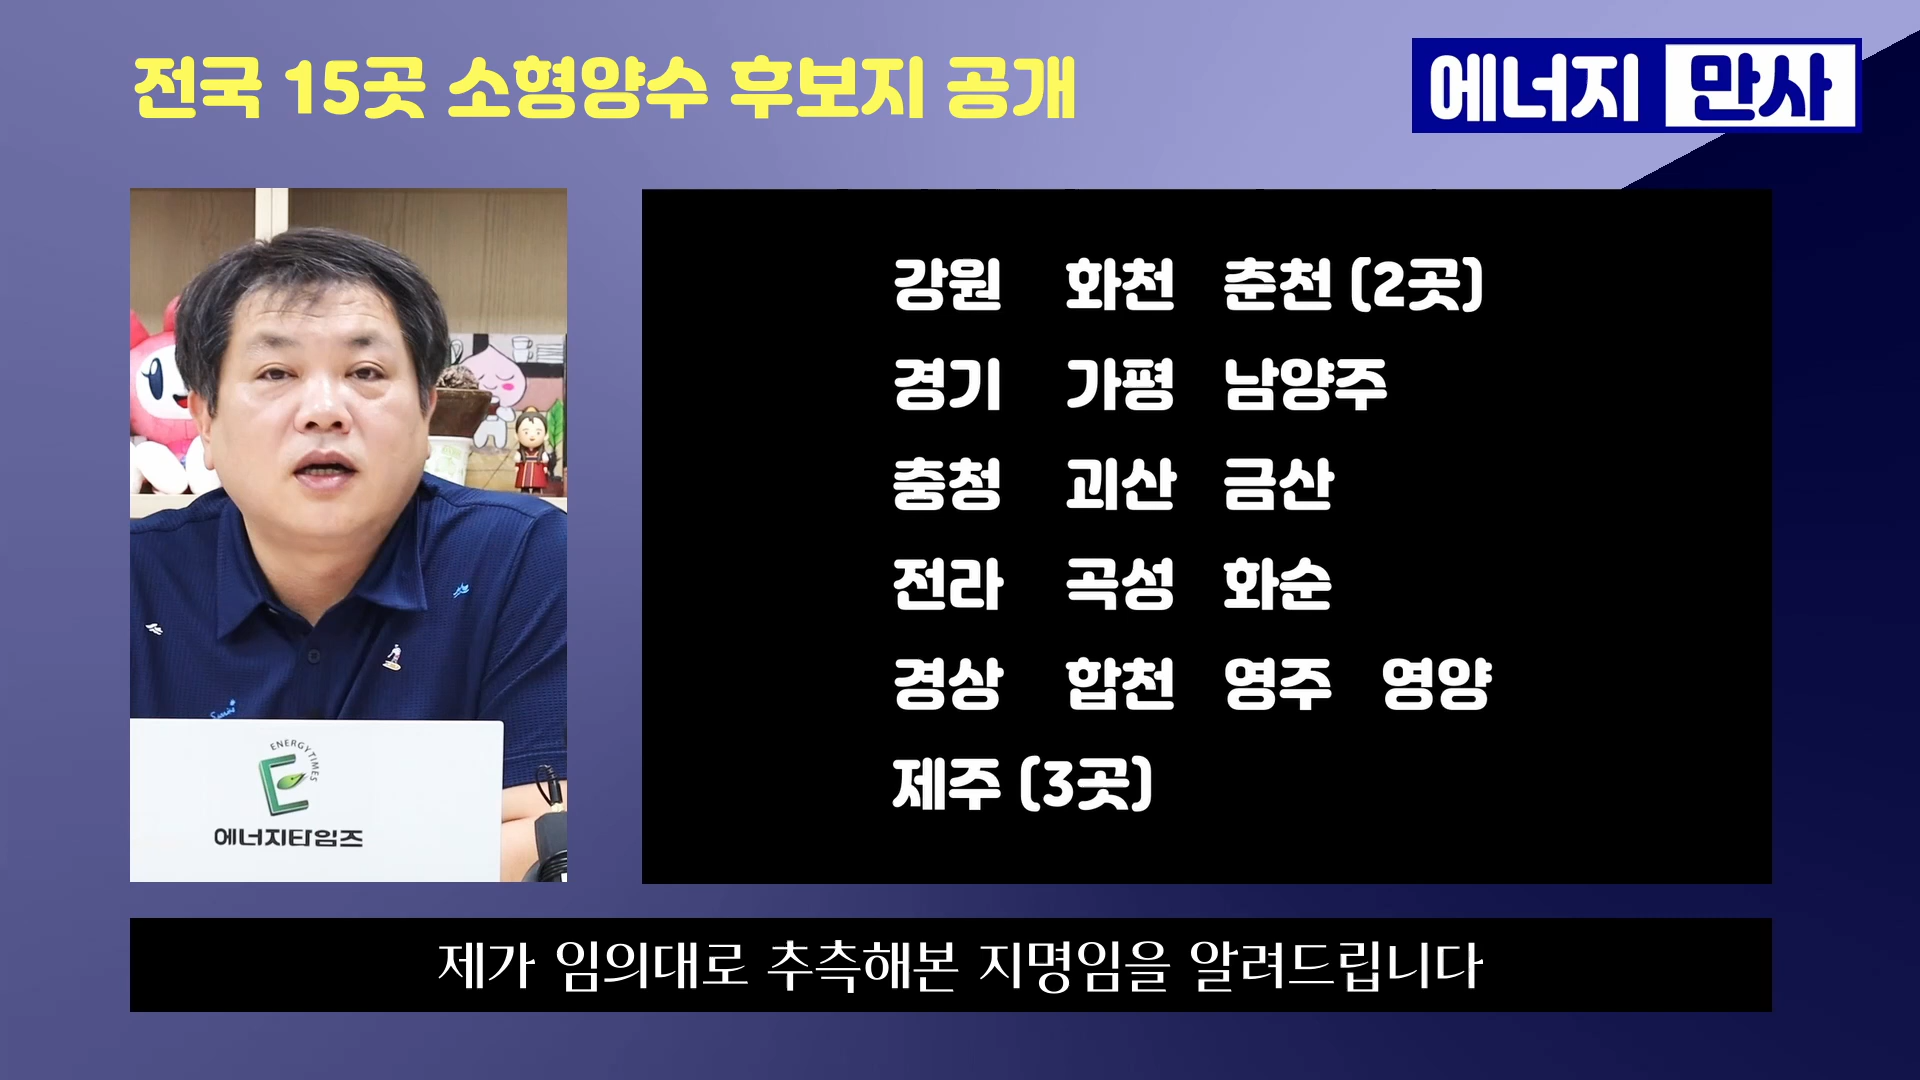 전국 15곳 소형양수 후보지 공개
에너지 만사
강원 화천 춘천 (2곳)
경기 가평 남양주
충청 괴산 금산
전라 곡성 화순
경상 합천 영주 영양
제주 (3곳)
ENERGYTIMES
에너지타임즈
제가 임의대로 추측해본 지명임을 알려드립니다